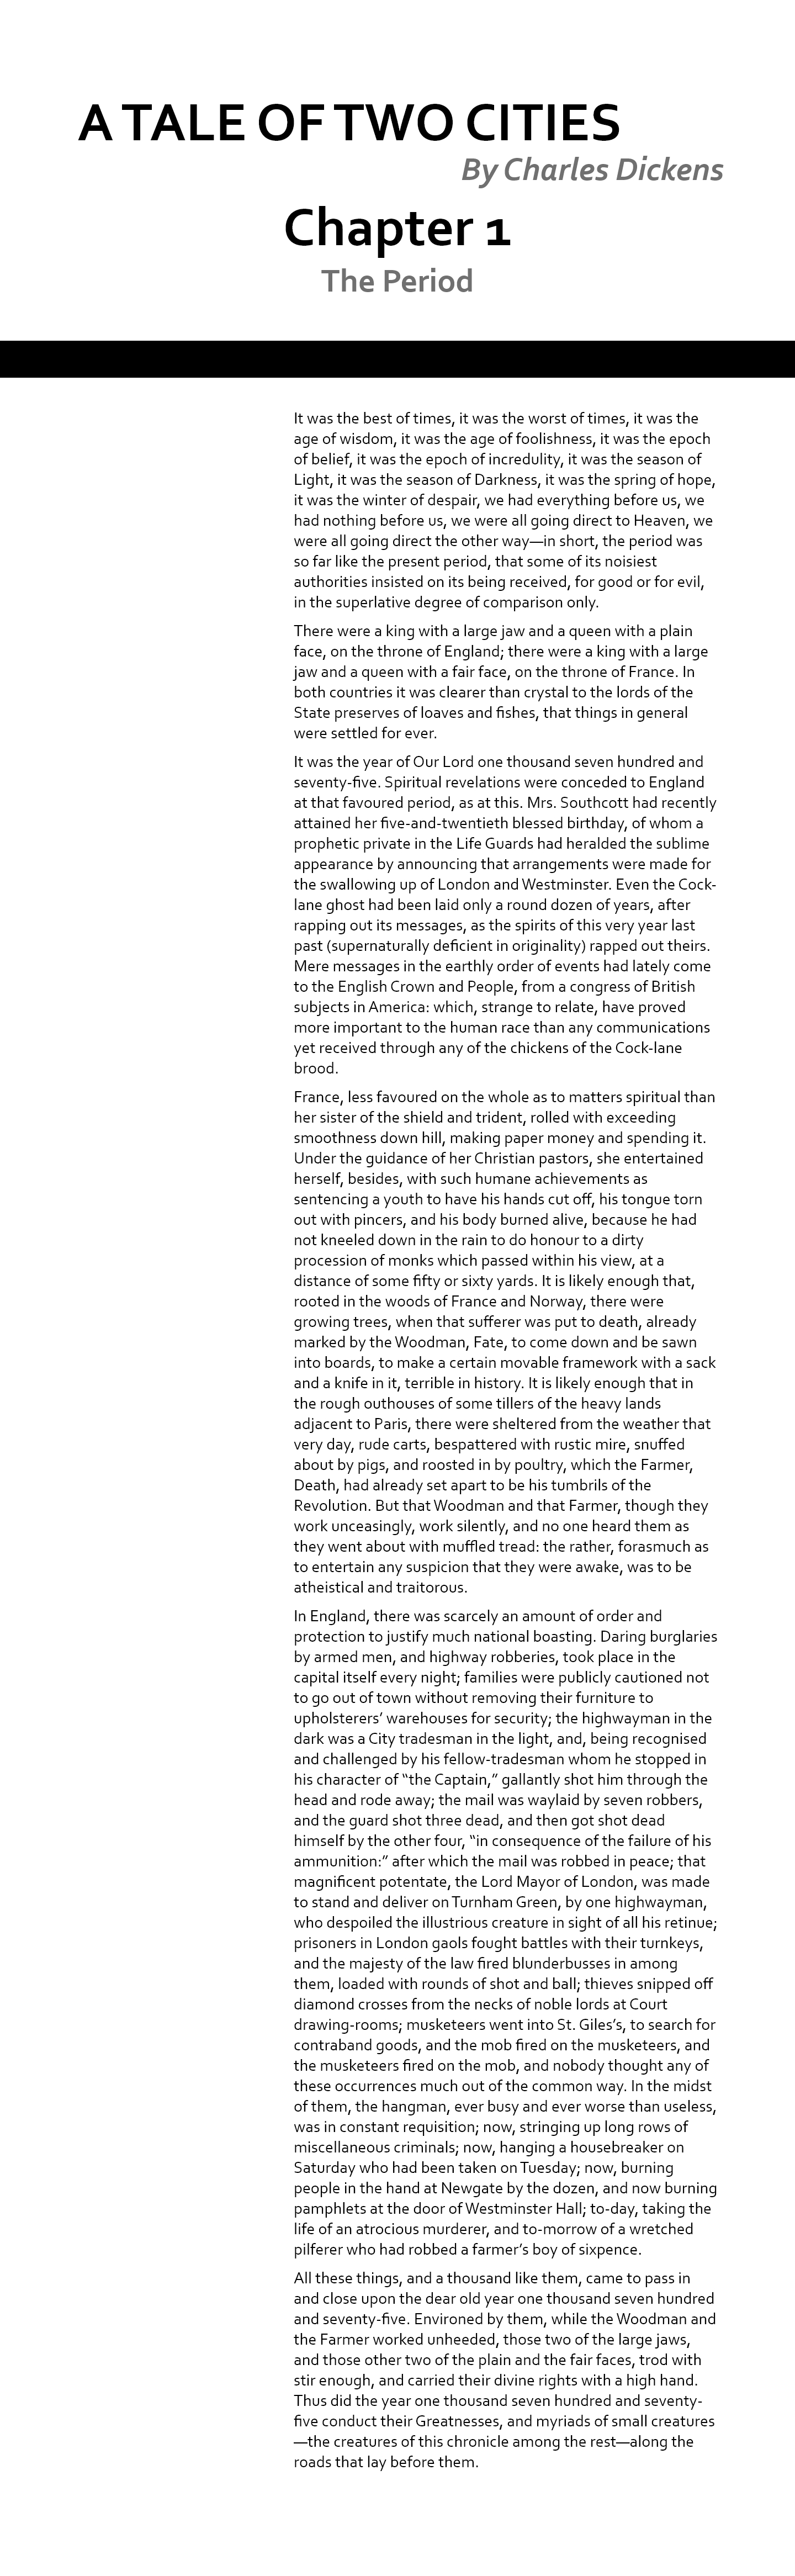 A TALE OF TWO CITIES
By Charles Dickens
Chapter 1
The Period
It was the best of times, it was the worst of times, it was the
age of wisdom, it was the age of foolishness, it was the epoch
of belief, it was the epoch of incredulity, it was the season of
Light, it was the season of Darkness, it was the spring of hope,
it was the winter of despair, we had everything before us, we
had nothing before us, we were all going direct to Heaven, we
were all going direct the other way—in short, the period was
so far like the present period, that some of its noisiest
authorities insisted on its being received, for good or for evil,
in the superlative degree of comparison only.
There were a king with a large jaw and a queen with a plain
face, on the throne of England; there were a king with a large
jaw and a queen with a fair face, on the throne of France. In
both countries it was clearer than crystal to the lords of the
State preserves of loaves and fishes, that things in general
were settled for ever.
It was the year of Our Lord one thousand seven hundred and
seventy-five. Spiritual revelations were conceded to England
at that favoured period, as at this. Mrs. Southcott had recently
attained her five-and-twentieth blessed birthday, of whom a
prophetic private in the Life Guards had heralded the sublime
appearance by announcing that arrangements were made for
the swallowing up of London and Westminster. Even the Cock-
lane ghost had been laid only a round dozen of years, after
rapping out its messages, as the spirits of this very year last
past (supernaturally deficient in originality) rapped out theirs.
Mere messages in the earthly order of events had lately come
to the English Crown and People, from a congress of British
subjects in America: which, strange to relate, have proved
more important to the human race than any communications
yet received through any of the chickens of the Cock-lane
brood.
France, less favoured on the whole as to matters spiritual than
her sister of the shield and trident, rolled with exceeding
smoothness down hill, making paper money and spending it.
Under the guidance of her Christian pastors, she entertained
herself, besides, with such humane achievements as
sentencing a youth to have his hands cut off, his tongue torn
out with pincers, and his body burned alive, because he had
not kneeled down in the rain to do honour to a dirty
procession of monks which passed within his view, at a
distance of some fifty or sixty yards. It is likely enough that,
rooted in the woods of France and Norway, there were
growing trees, when that sufferer was put to death, already
marked by the Woodman, Fate, to come down and be sawn
into boards, to make a certain movable framework with a sack
and a knife in it, terrible in history. It is likely enough that in
the rough outhouses of some tillers of the heavy lands
adjacent to Paris, there were sheltered from the weather that
very day, rude carts, bespattered with rustic mire, snuffed
about by pigs, and roosted in by poultry, which the Farmer,
Death, had already set apart to be his tumbrils of the
Revolution. But that Woodman and that Farmer, though they
work unceasingly, work silently, and no one heard them as
they went about with muffled tread: the rather, forasmuch as
to entertain any suspicion that they were awake, was to be
atheistical and traitorous.
In England, there was scarcely an amount of order and
protection to justify much national boasting. Daring burglaries
by armed men, and highway robberies, took place in the
capital itself every night; families were publicly cautioned not
to go out of town without removing their furniture to
upholsterers’ warehouses for security; the highwayman in the
dark was a City tradesman in the light, and, being recognised
and challenged by his fellow-tradesman whom he stopped in
his character of “the Captain,” gallantly shot him through the
head and rode away; the mail was waylaid by seven robbers,
and the guard shot three dead, and then got shot dead
himself by the other four, “in consequence of the failure of his
ammunition:” after which the mail was robbed in peace; that
magnificent potentate, the Lord Mayor of London, was made
to stand and deliver on Turnham Green, by one highwayman,
who despoiled the illustrious creature in sight of all his retinue;
prisoners in London gaols fought battles with their turnkeys,
and the majesty of the law fired blunderbusses in among
them, loaded with rounds of shot and ball; thieves snipped off
diamond crosses from the necks of noble lords at Court
drawing-rooms; musketeers went into St. Giles’s, to search for
contraband goods, and the mob fired on the musketeers, and
the musketeers fired on the mob, and nobody thought any of
these occurrences much out of the common way. In the midst
of them, the hangman, ever busy and ever worse than useless,
was in constant requisition; now, stringing up long rows of
miscellaneous criminals; now, hanging a housebreaker on
Saturday who had been taken on Tuesday; now, burning
people in the hand at Newgate by the dozen, and now burning
pamphlets at the door of Westminster Hall; to-day, taking the
life of an atrocious murderer, and to-morrow of a wretched
pilferer who had robbed a farmer’s boy of sixpence.
All these things, and a thousand like them, came to pass in
and close upon the dear old year one thousand seven hundred
and seventy-five. Environed by them, while the Woodman and
the Farmer worked unheeded, those two of the large jaws,
and those other two of the plain and the fair faces, trod with
stir enough, and carried their divine rights with a high hand.
Thus did the year one thousand seven hundred and seventy-
five conduct their Greatnesses, and myriads of small creatures
—the creatures of this chronicle among the rest—along the
roads that lay before them.